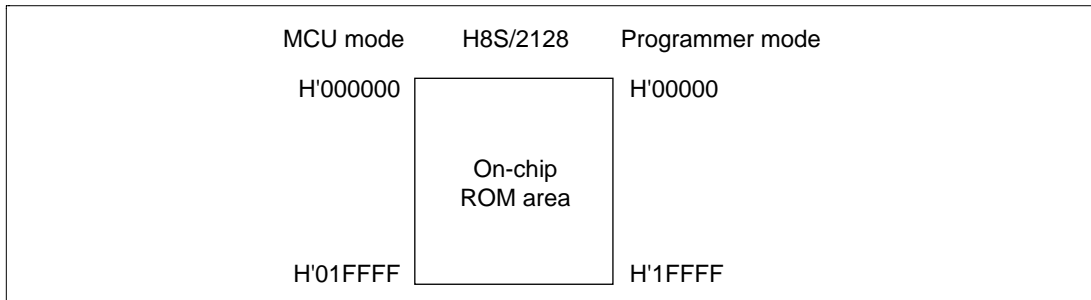 MCU mode H8S/2128 Programmer mode
H'000000 H'00000
On-chip
ROM area
H'01FFFF H'1FFFF